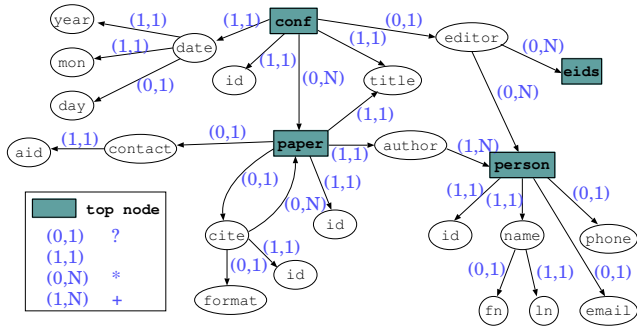 year (1,1) (1,1) conf (0,1)
mon (1,1) date (1,1) (1,1) editor (0,N)
day (0,1) id (0,N) title (0,N) eids
(1,1)
aid (1,1) contact (0,1) paper (1,1) author (1,N) person
top node (0,1) (1,1) (1,1) (1,1) (0,1)
(0,1) ? (0,N)
(1,1) cite (1,1) id id name phone
(0,N) * (0,1) id (0,1) (1,1) (0,1)
(1,N) + format fn ln email